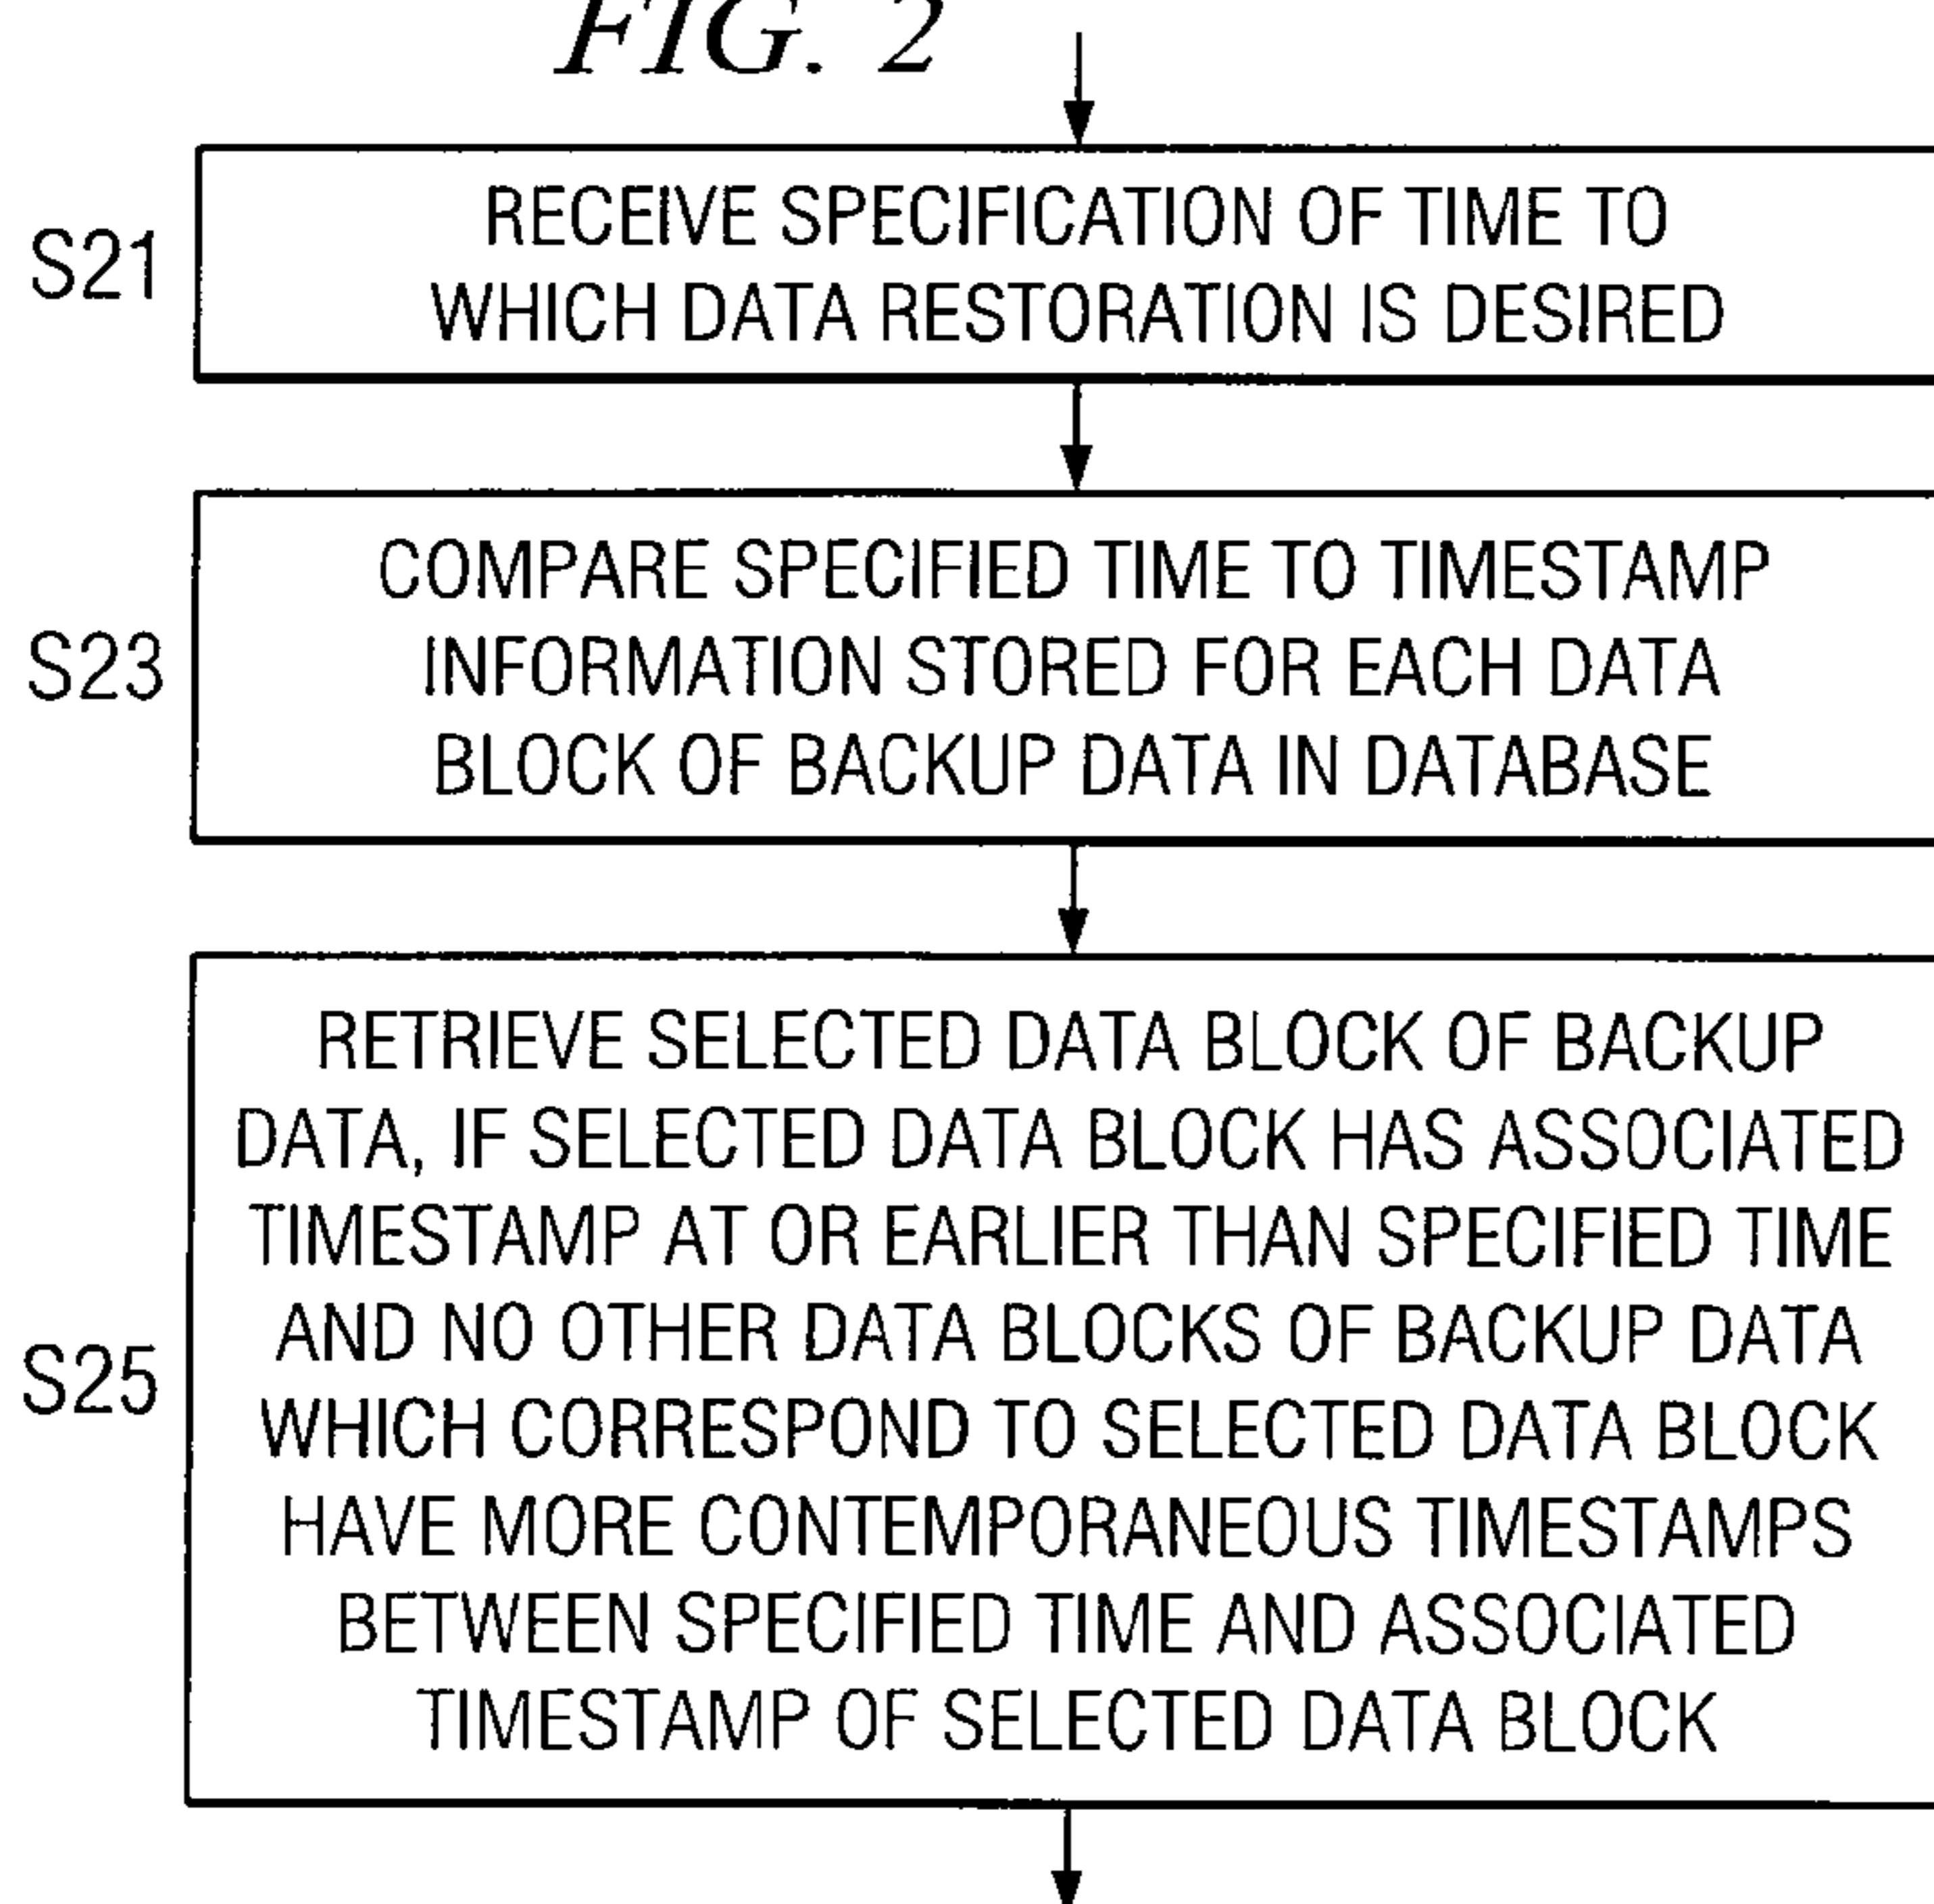 FIG. 2
S21
RECEIVE SPECIFICATION OF TIME TO
WHICH DATA RESTORATION IS DESIRED
S23
COMPARE SPECIFIED TIME TO TIMESTAMP
INFORMATION STORED FOR EACH DATA
BLOCK OF BACKUP DATA IN DATABASE
S25
RETRIEVE SELECTED DATA BLOCK OF BACKUP
DATA, IF SELECTED DATA BLOCK HAS ASSOCIATED
TIMESTAMP AT OR EARLIER THAN SPECIFIED TIME
AND NO OTHER DATA BLOCKS OF BACKUP DATA
WHICH CORRESPOND TO SELECTED DATA BLOCK
HAVE MORE CONTEMPORANEOUS TIMESTAMPS
BETWEEN SPECIFIED TIME AND ASSOCIATED
TIMESTAMP OF SELECTED DATA BLOCK